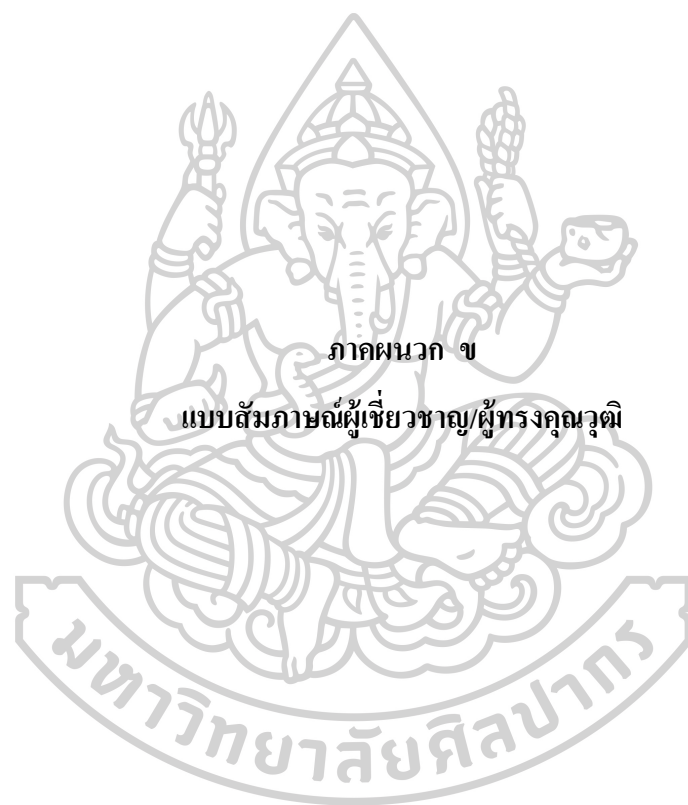 ภาคผนวก ข
แบบสัมภาษณ์ผู้เชี่ยวชาญ/ผู้ทรงคุณวุฒิ
มหาวิทยาลัยศิลปากร